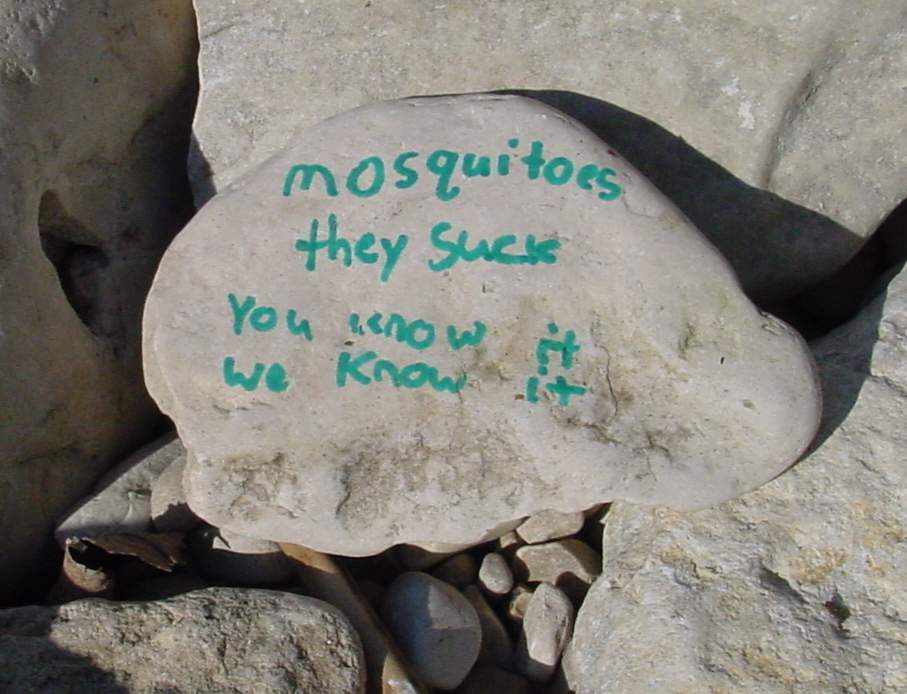 mosquitoes
they suck
You know it
we know it